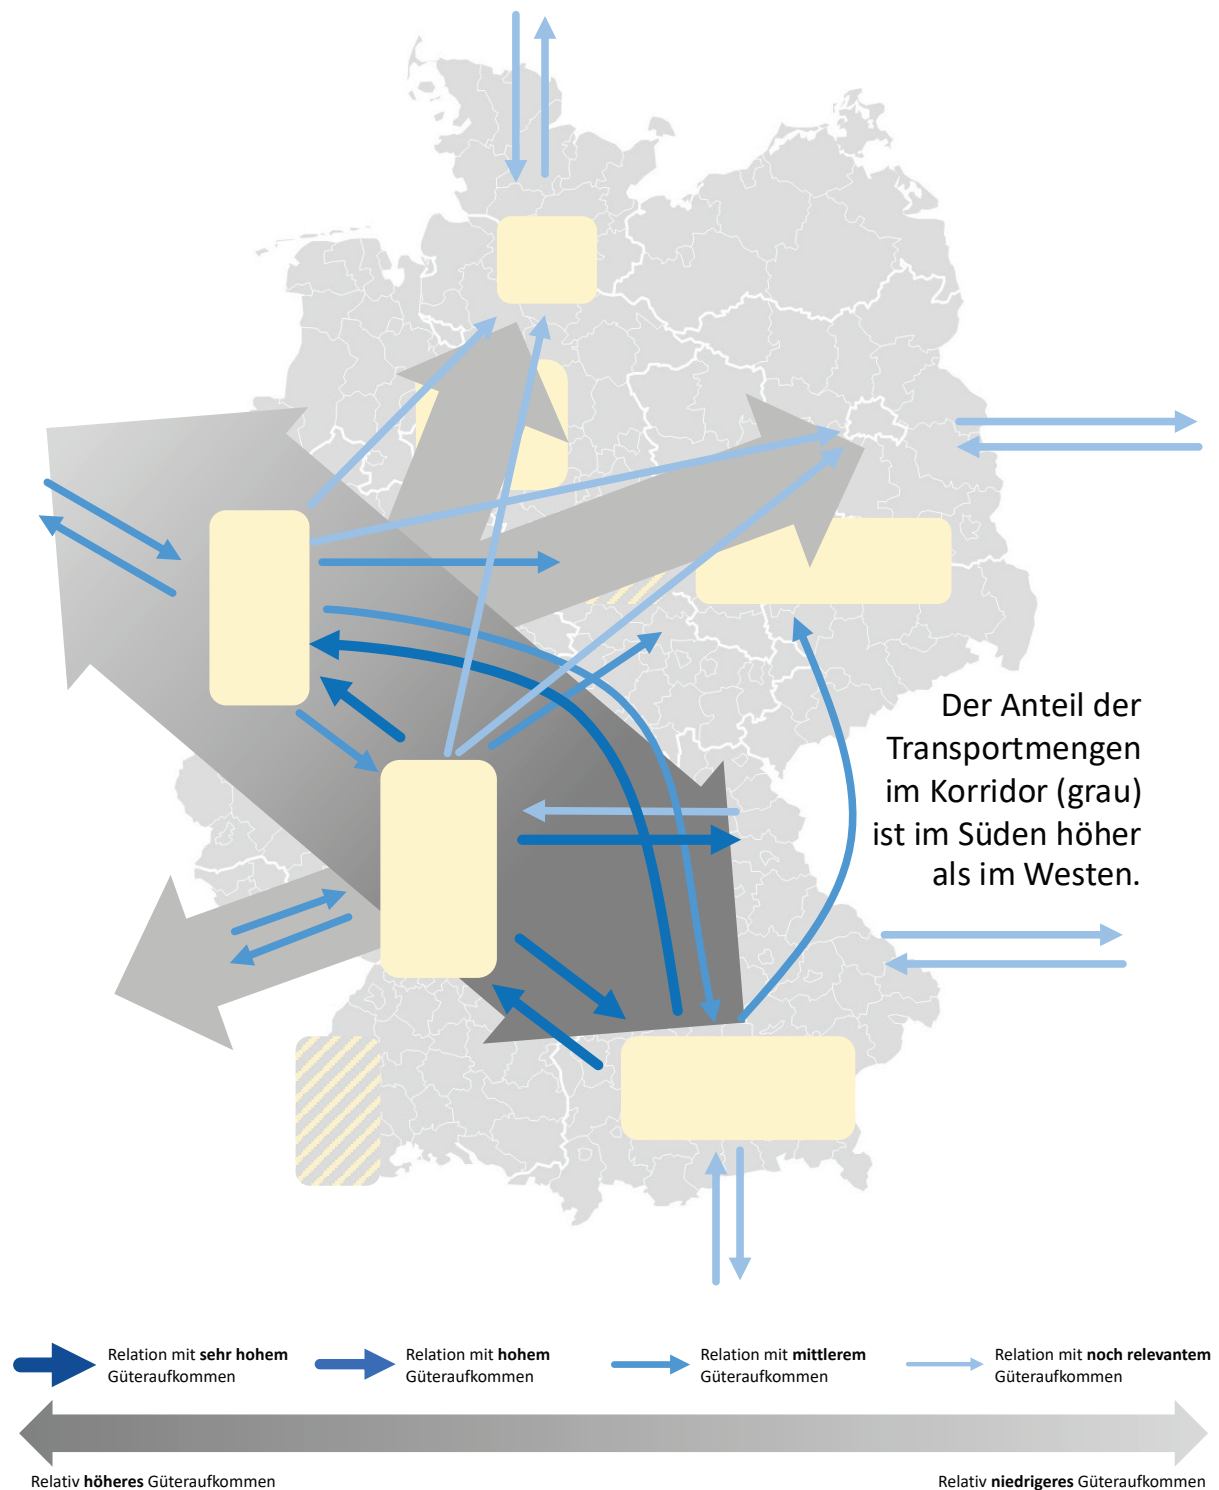 Der Anteil der
Transportmengen
im Korridor (grau)
ist im Süden höher
als im Westen.
Relation mit sehr hohem
Güteraufkommen
Relation mit hohem
Güteraufkommen
Relation mit mittlerem
Güteraufkommen
Relation mit noch relevantem
Güteraufkommen
Relativ höheres Güteraufkommen
Relativ niedrigeres Güteraufkommen